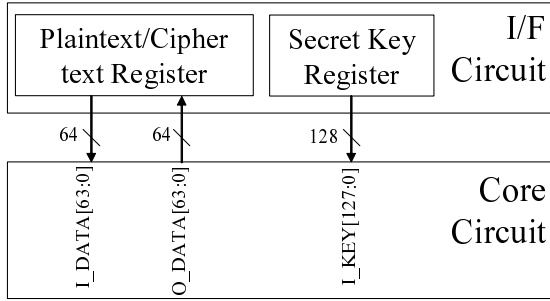 Plaintext/Cipher
text Register
Secret Key
Register
I/F
Circuit
64
64
128
I_DATA[63:0]
O_DATA[63:0]
I_KEY[127:0]
Core
Circuit